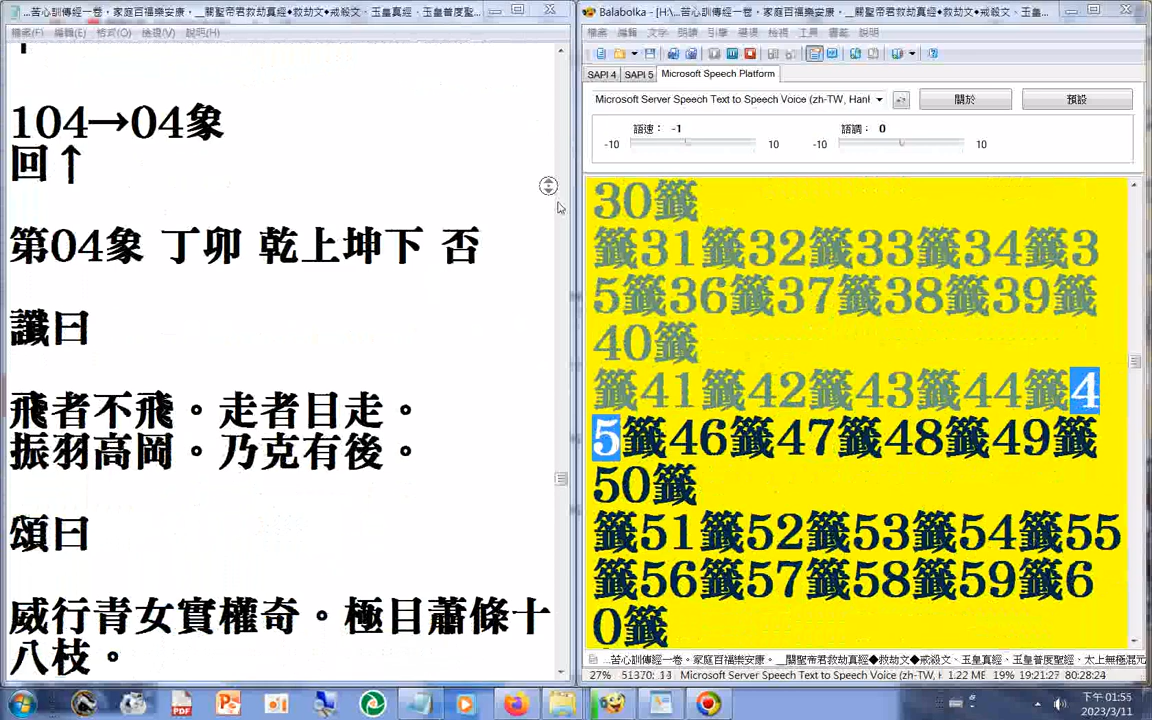 ...苦心訓傳經一卷，家庭百福樂安康，__關聖帝君救劫真經◆救劫文◆戒殺文、玉皇真經、玉皇普度聖...
檔案(F) 編輯(E) 格式(O) 檢視(V) 說明(H)
104→04象
回↑
第04象 丁卯 乾上坤下 否
讖曰
飛者不飛。走者目走。
振羽高岡。乃克有後。
頌曰
威行青女實權奇。極目蕭條十
八枝。
Balabolka - [H:\...苦心訓傳經一卷，家庭百福樂安康，__關聖帝君救劫真經◆救劫文◆戒殺文、玉皇真經、玉...
檔案 編輯 文字 朗讀 引擎 選項 檢視 工具 書籤 說明
SAPI 4 SAPI 5 Microsoft Speech Platform
Microsoft Server Speech Text to Speech Voice (zh-TW, Hanl
關於 預設
語速： -1 語調： 0
-10 10 -10 10
30籤
籤31籤32籤33籤34籤3
5籤36籤37籤38籤39籤
40籤
籤41籤42籤43籤44籤4
5籤46籤47籤48籤49籤
50籤
籤51籤52籤53籤54籤55
籤56籤57籤58籤59籤6
0籤
...苦心訓傳經一卷。家庭百福樂安康。__關聖帝君救劫真經◆救劫文◆戒殺文、玉皇真經、玉皇普度聖經、太上無極混元
27% 51370: 13 Microsoft Server Speech Text to Speech Voice (zh-TW, H 1.22 MB 19% 19:21:27 80:28:24
PDF
下午 01:55
2023/3/11